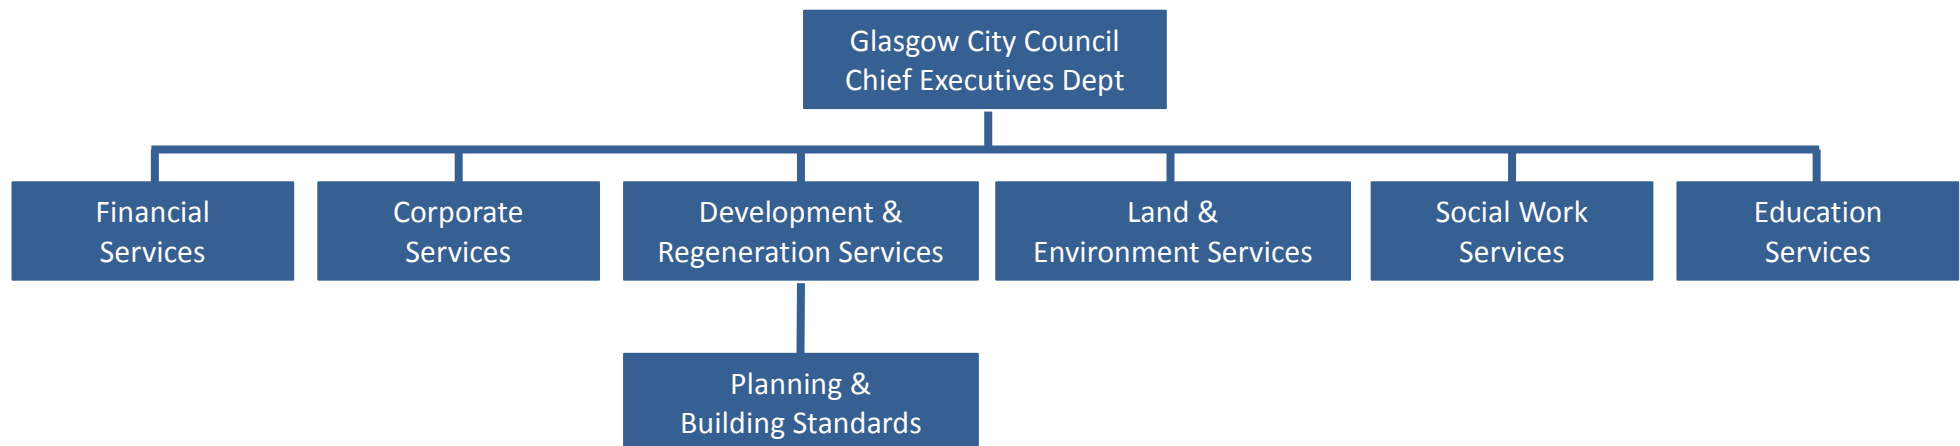 Glasgow City Council
Chief Executives Dept
Financial
Services
Corporate
Services
Development &
Regeneration Services
Land &
Environment Services
Social Work
Services
Education
Services
Planning &
Building Standards